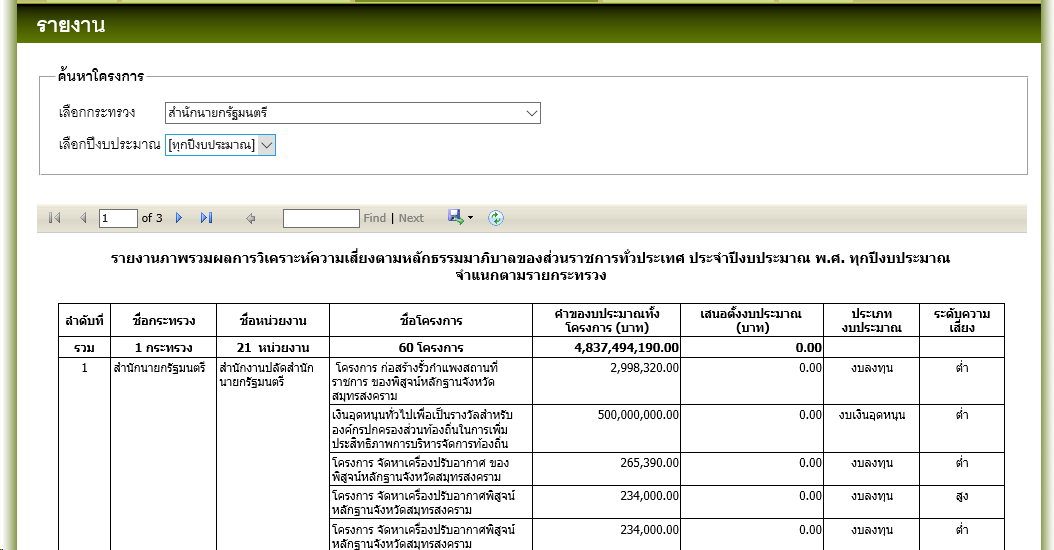 รายงาน
ค้นหาโครงการ
เลือกกระทรวง สำนักนายกรัฐมนตรี
เลือกปีงบประมาณ [ทุกปีงบประมาณ]
1 of 3 Find | Next
รายงานภาพรวมผลการวิเคราะห์ความเสี่ยงตามหลักธรรมมาภิบาลของส่วนราชการทั่วประเทศ ประจำปีงบประมาณ พ.ศ. ทุกปีงบประมาณ
จำแนกตามรายกระทรวง
ลำดับที่ ชื่อกระทรวง ชื่อหน่วยงาน ชื่อโครงการ คำของบประมาณทั้ง เสนอตั้งงบประมาณ ประเภท ระดับความ
โครงการ (บาท) (บาท) งบประมาณ เสี่ยง
รวม 1 กระทรวง 21 หน่วยงาน 60 โครงการ 4,837,494,190.00 0.00
1 สำนักนายกรัฐมนตรี สำนักงานปลัดสำนัก โครงการ ก่อสร้างรั้วกำแพงสถานที่ 2,998,320.00 0.00 งบลงทุน ต่ำ
นายกรัฐมนตรี ราชการ ของพิสูจน์หลักฐานจังหวัด
สมุทรสงคราม
เงินอุดหนุนทั่วไปเพื่อเป็นรางวัลสำหรับ 500,000,000.00 0.00 งบเงินอุดหนุน ต่ำ
องค์กรปกครองส่วนท้องถิ่นในการเพิ่ม
ประสิทธิภาพการบริหารจัดการท้องถิ่น
โครงการ จัดหาเครื่องปรับอากาศ ของ 265,390.00 0.00 งบลงทุน ต่ำ
พิสูจน์หลักฐานจังหวัดสมุทรสงคราม
โครงการ จัดหาเครื่องปรับอากาศพิสูจน์ 234,000.00 0.00 งบลงทุน สูง
หลักฐานจังหวัดสมุทรสงคราม
โครงการ จัดหาเครื่องปรับอากาศพิสูจน์ 234,000.00 0.00 งบลงทุน ต่ำ
หลักฐานจังหวัดสมุทรสงคราม